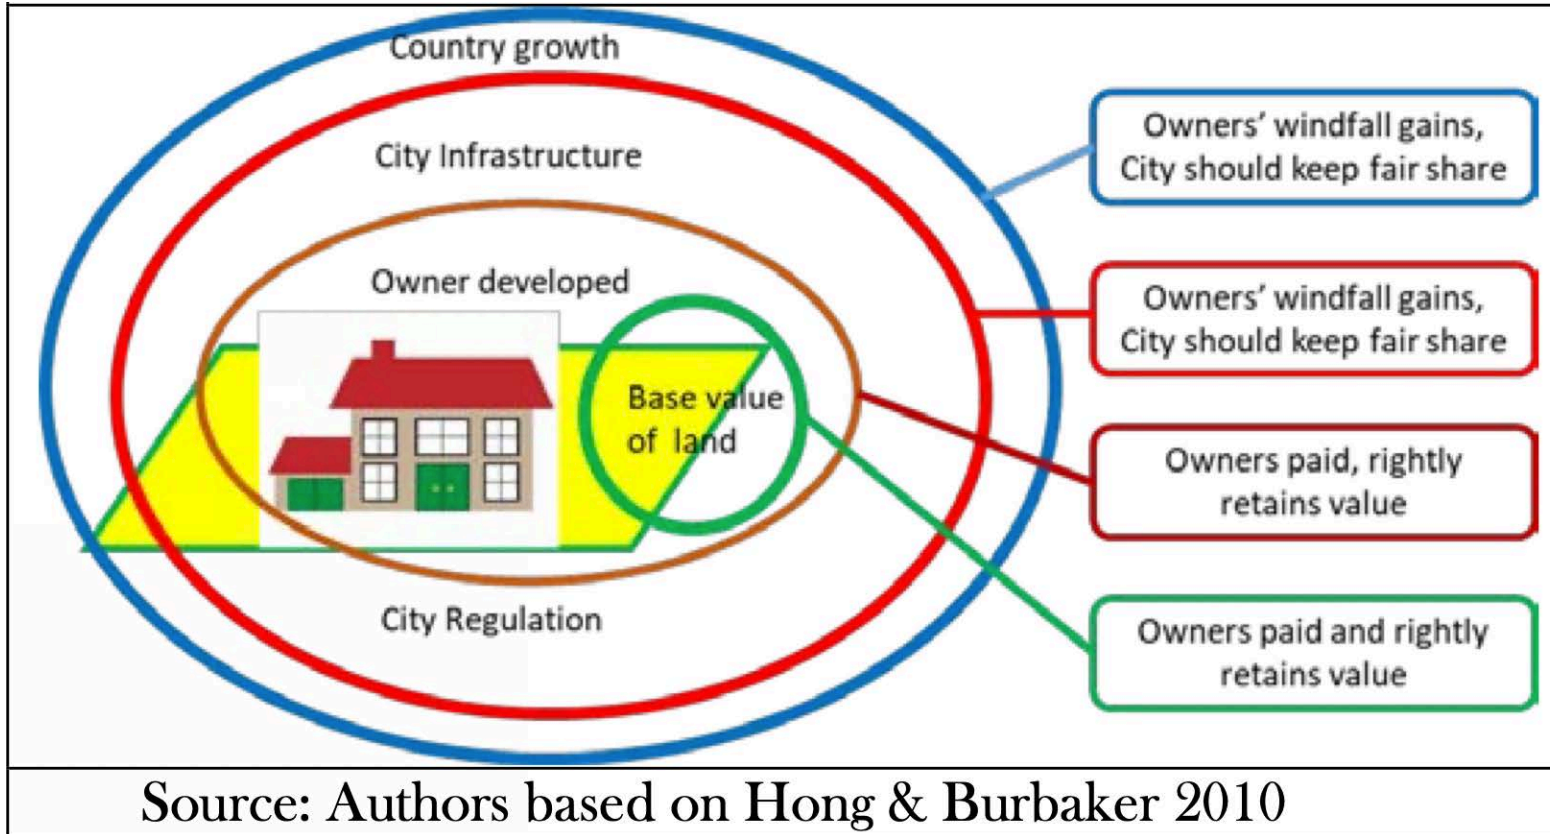 Country growth
City Infrastructure
Owner developed
Base value
of land
City Regulation
Owners' windfall gains,
City should keep fair share
Owners' windfall gains,
City should keep fair share
Owners paid, rightly
retains value
Owners paid and rightly
retains value
Source: Authors based on Hong & Burbaker 2010